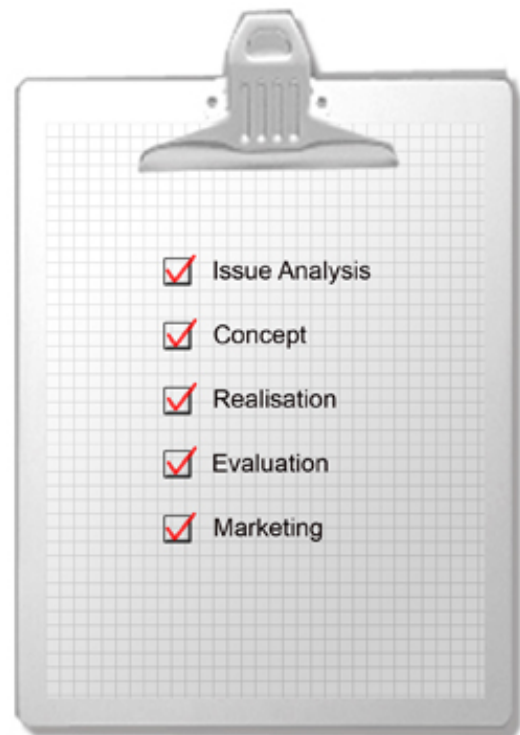 Issue Analysis
Concept
Realisation
Evaluation
Marketing